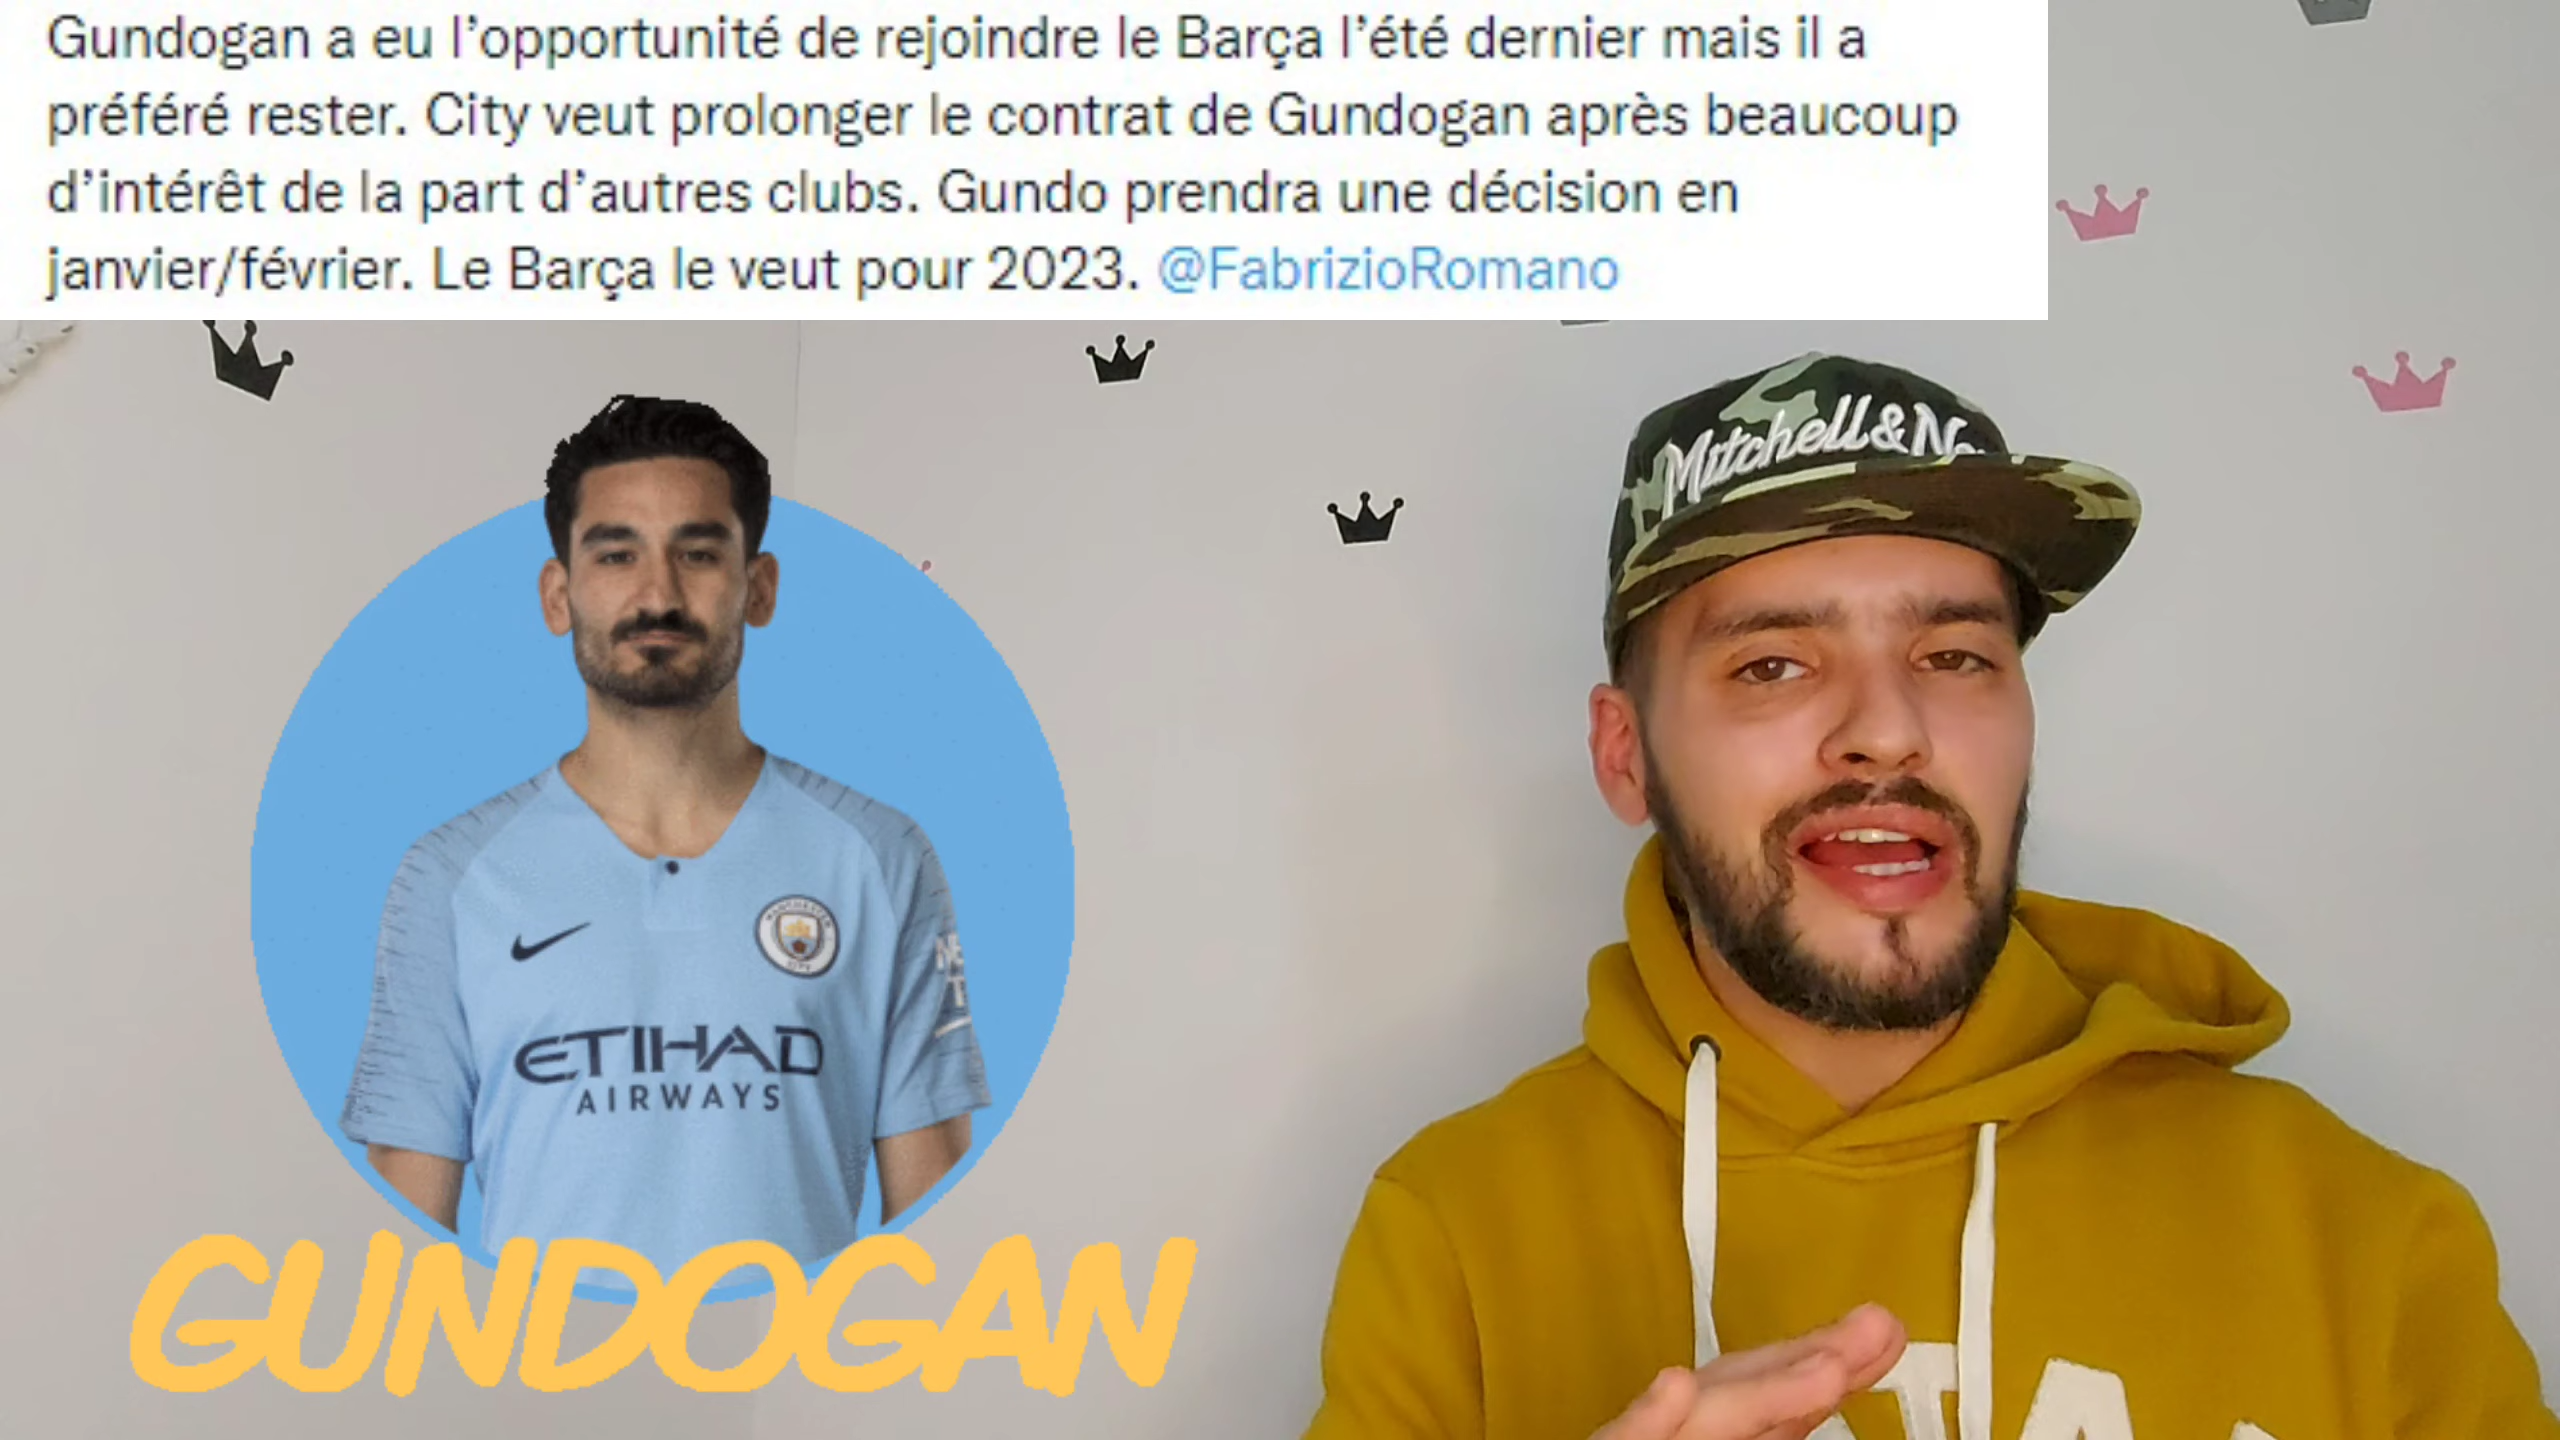 Gundogan a eu l’opportunité de rejoindre le Barça l’été dernier mais il a
préféré rester. City veut prolonger le contrat de Gundogan après beaucoup
d’intérêt de la part d’autres clubs. Gundo prendra une décision en
janvier/février. Le Barça le veut pour 2023. @FabrizioRomano
Mitchell&
MANCHESTER
CITY
ETIHAD
AIRWAYS
GUNDOGAN